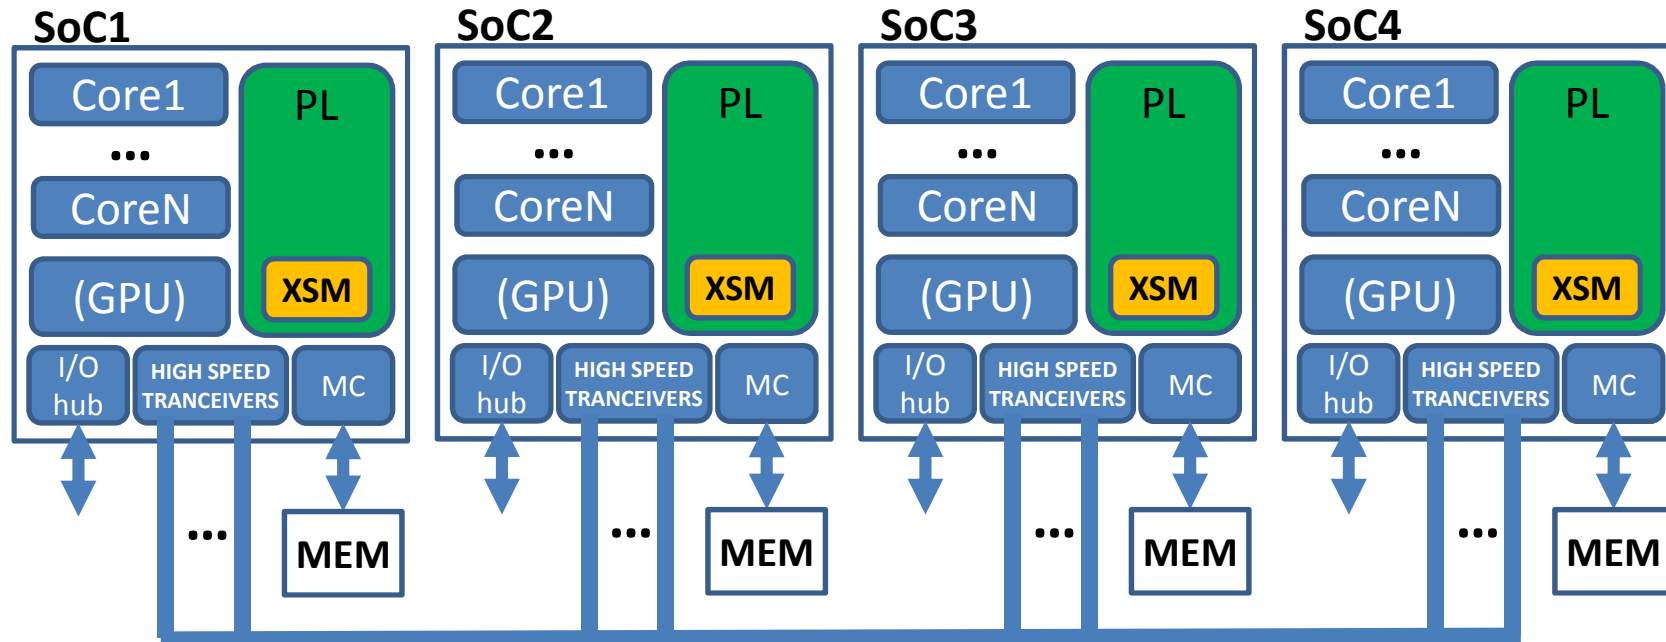 SoC1
Core1
PL
...
CoreN
(GPU)
XSM
I/O
hub
HIGH SPEED
TRANCEIVERS
MC
...
MEM
SoC2
Core1
PL
...
CoreN
(GPU)
XSM
I/O
hub
HIGH SPEED
TRANCEIVERS
MC
...
MEM
SoC3
Core1
PL
...
CoreN
(GPU)
XSM
I/O
hub
HIGH SPEED
TRANCEIVERS
MC
...
MEM
SoC4
Core1
PL
...
CoreN
(GPU)
XSM
I/O
hub
HIGH SPEED
TRANCEIVERS
MC
...
MEM